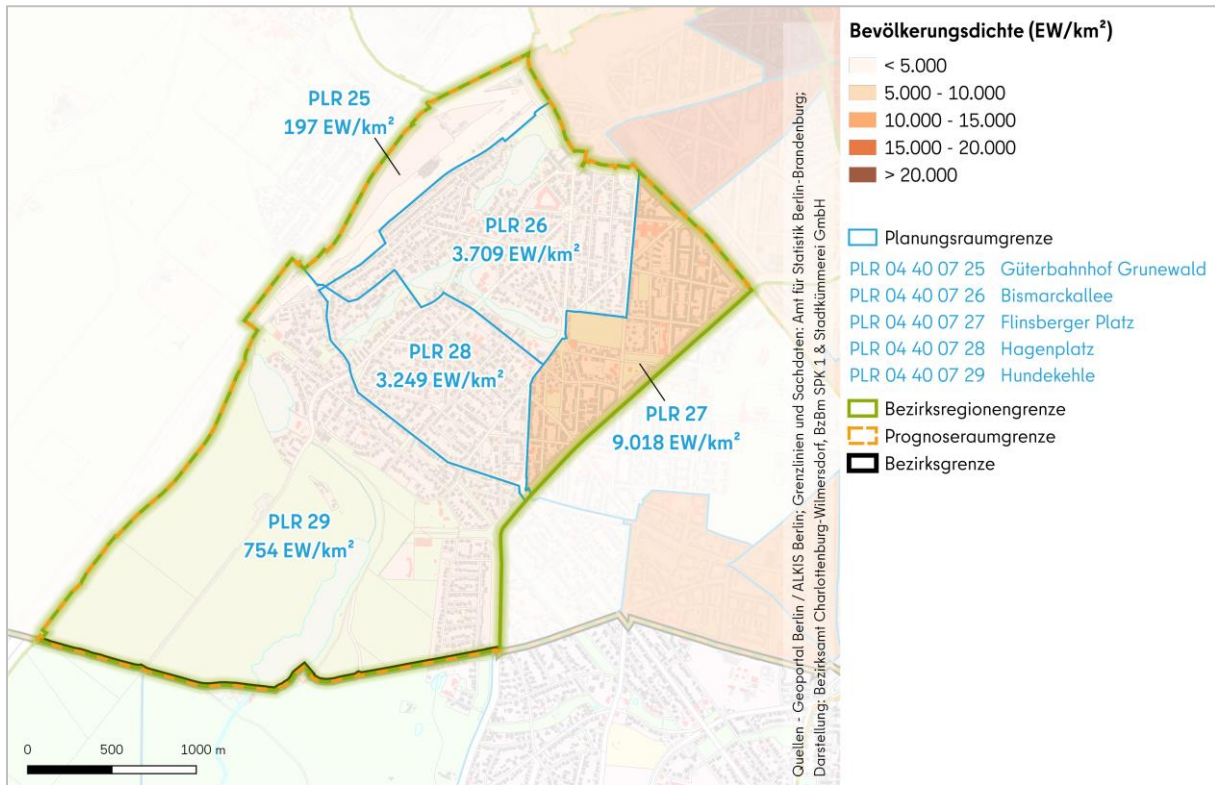 PLR 25
197 EW/km²
PLR 26
3.709 EW/km²
PLR 28
3.249 EW/km²
PLR 27
9.018 EW/km²
PLR 29
754 EW/km²
0 500 1000 m
Quellen - Geoportal Berlin / ALKIS Berlin; Grenzlinien und Sachdaten: Amt für Statistik Berlin-Brandenburg;
Darstellung: Bezirksamt Charlottenburg-Wilmersdorf, BzBm SPK 1 & Stadtkümmerei GmbH
Bevölkerungsdichte (EW/km²)
< 5.000
5.000 - 10.000
10.000 - 15.000
15.000 - 20.000
> 20.000
Planungsraumgrenze
PLR 04 40 07 25 Güterbahnhof Grunewald
PLR 04 40 07 26 Bismarckallee
PLR 04 40 07 27 Flinsberger Platz
PLR 04 40 07 28 Hagenplatz
PLR 04 40 07 29 Hundekehle
Bezirksregionengrenze
Prognoseraumgrenze
Bezirksgrenze